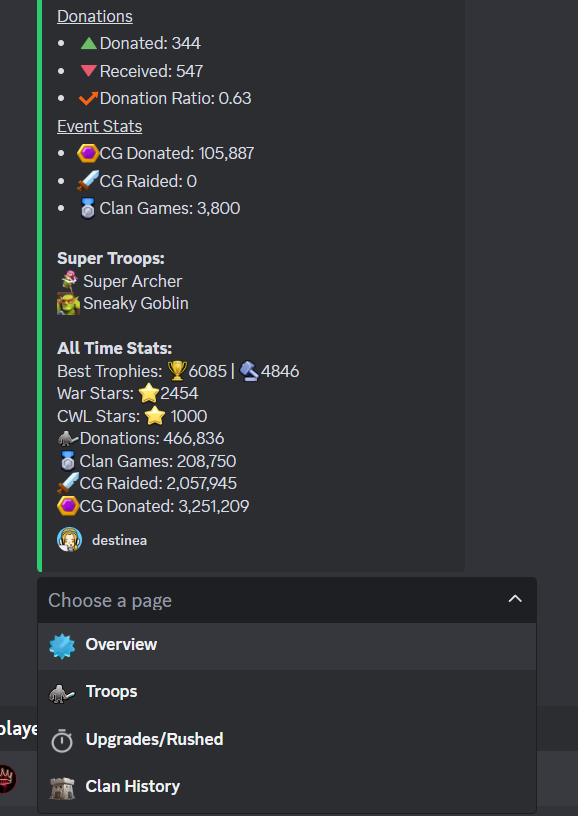 Donations
• Donated: 344
• Received: 547
• Donation Ratio: 0.63
Event Stats
• CG Donated: 105,887
• CG Raided: 0
• Clan Games: 3,800
Super Troops:
Super Archer
Sneaky Goblin
All Time Stats:
Best Trophies: 6085 | 4846
War Stars: 2454
CWL Stars: 1000
Donations: 466,836
Clan Games: 208,750
CG Raided: 2,057,945
CG Donated: 3,251,209
destinea
Choose a page
Overview
Troops
playe
Upgrades/Rushed
Clan History